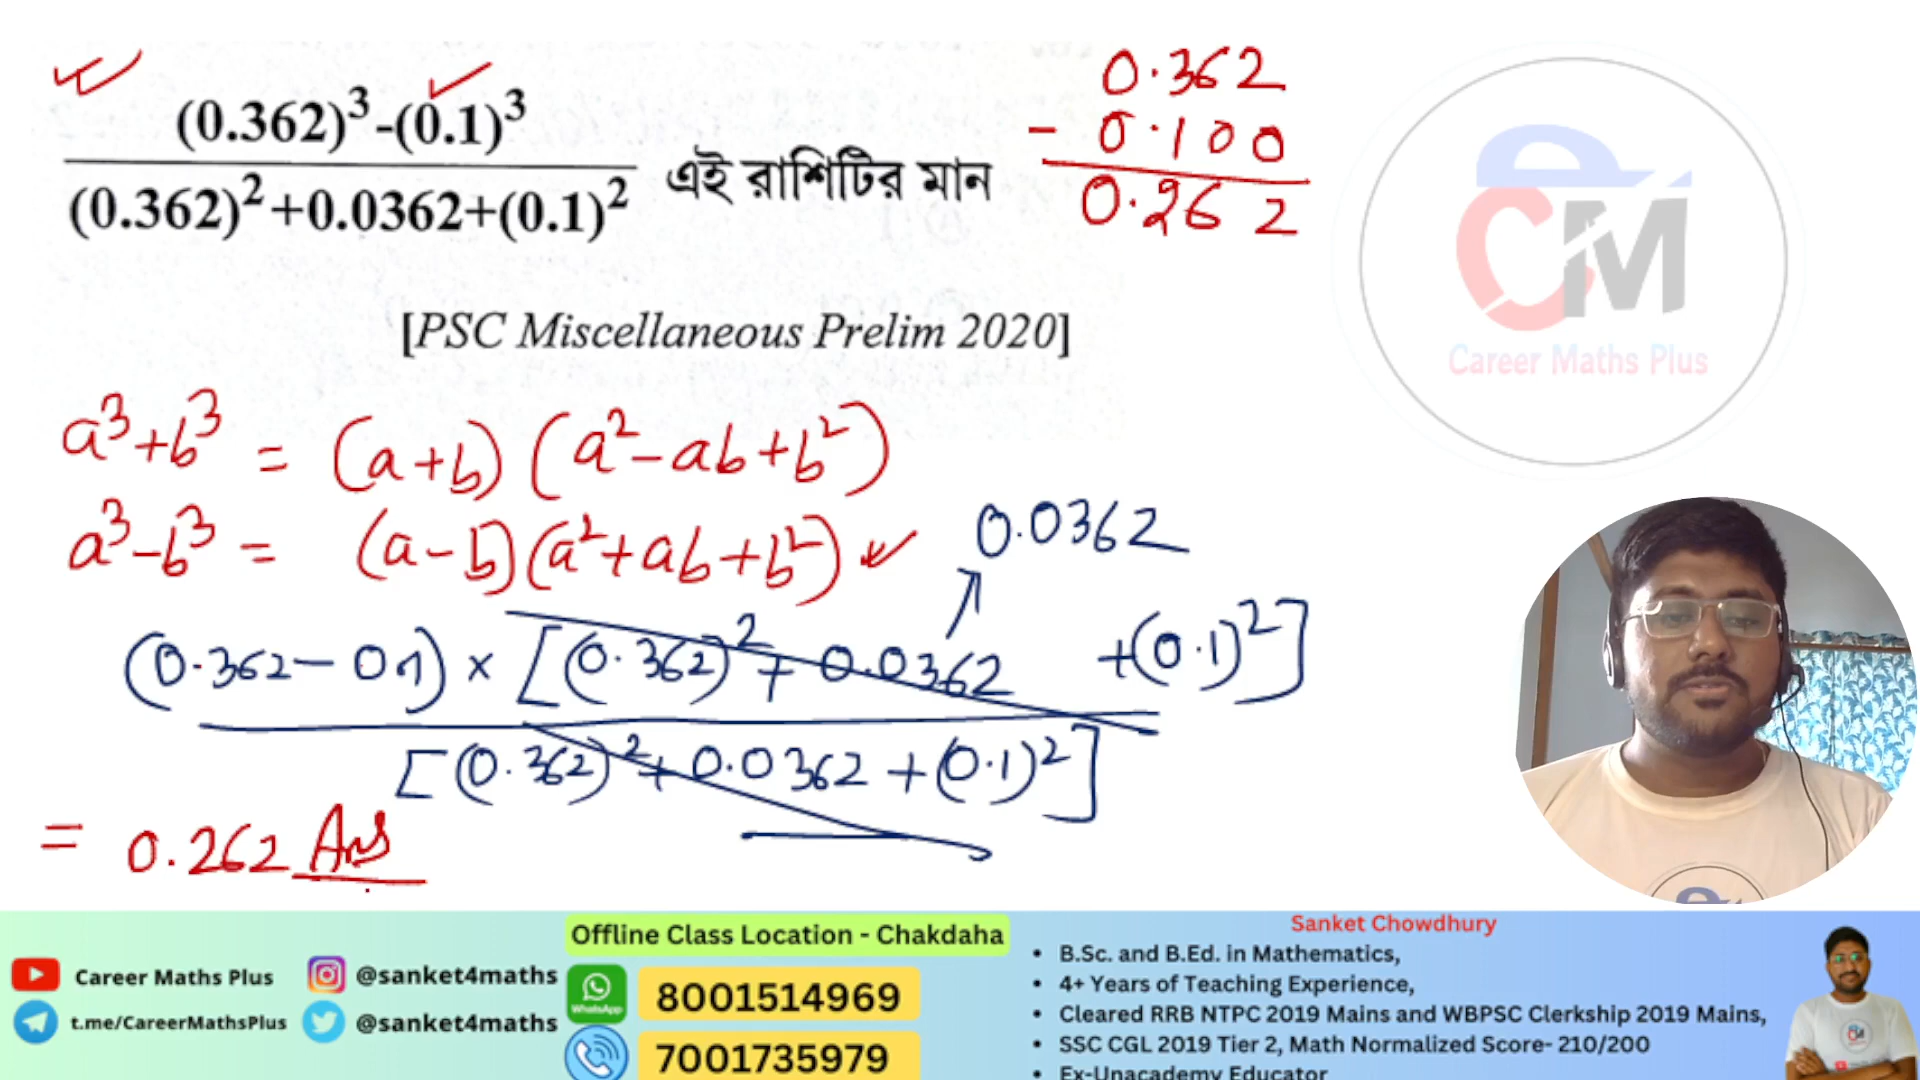 (0.362)³-(0.1)³
(0.362)²+0.0362+(0.1)²
এই রাশিটির মান
[PSC Miscellaneous Prelim 2020]
0.362
- 0.100
0.262
CM
Career Maths Plus
a³+b³ = (a+b) (a²-ab+b²)
a³-b³ = (a-b)(a²+ab+b²)
0.0362
(0.362-0.1) × [(0.362)²+ 0.0362 +(0.1)²]
[(0.362)²+ 0.0362 +(0.1)²]
= 0.262 Ans
Offline Class Location - Chakdaha
Career Maths Plus
@sanket4maths
t.me/CareerMathsPlus
@sanket4maths
WhatsApp
8001514969
7001735979
Sanket Chowdhury
• B.Sc. and B.Ed. in Mathematics,
• 4+ Years of Teaching Experience,
• Cleared RRB NTPC 2019 Mains and WBPSC Clerkship 2019 Mains,
• SSC CGL 2019 Tier 2, Math Normalized Score- 210/200
• Ex-Unacademy Educator